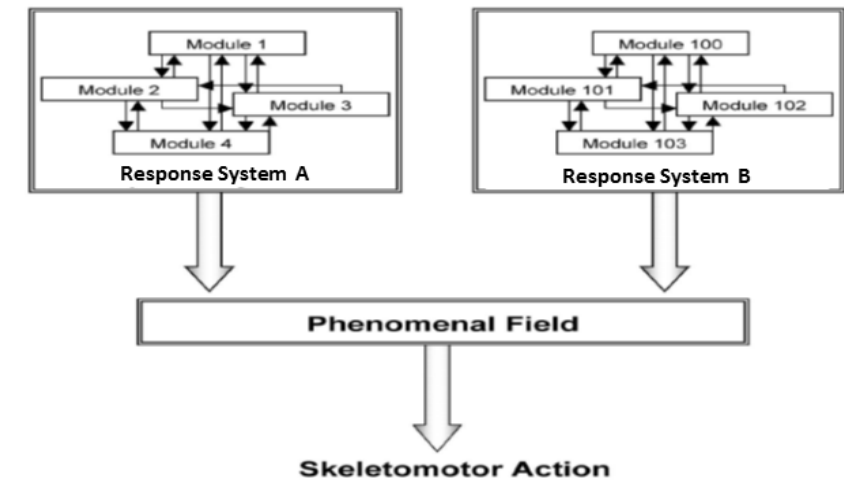 Module 1
Module 2
Module 3
Module 4
Response System A
Module 100
Module 101
Module 102
Module 103
Response System B
Phenomenal Field
Skeletomotor Action